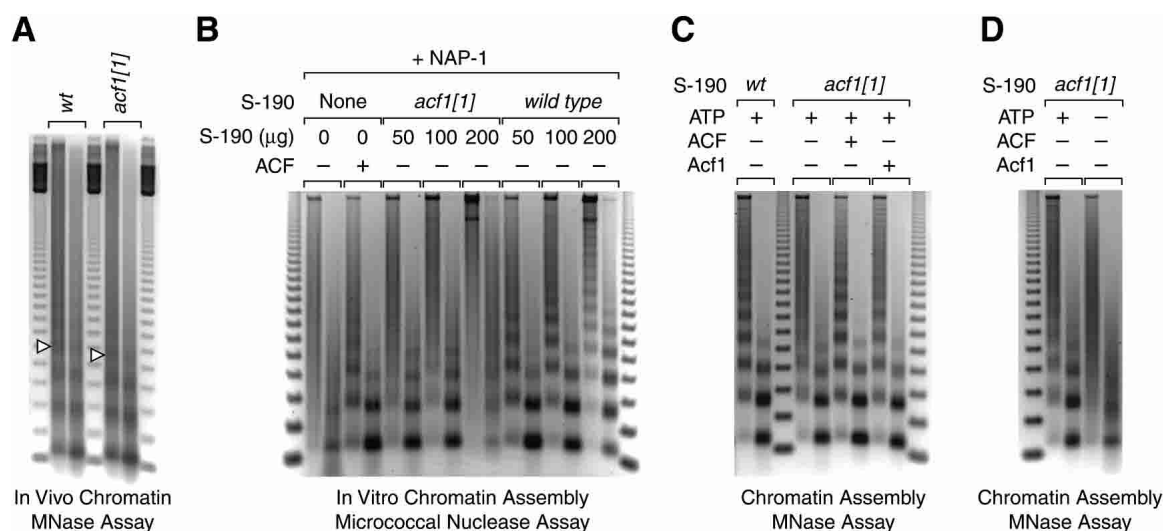 A
wt
acf1[1]
In Vivo Chromatin
MNase Assay
B
+ NAP-1
S-190 None acf1[1] wild type
S-190 (µg) 0 0 50 100 200 50 100 200
ACF – + – – – – – –
In Vitro Chromatin Assembly
Micrococcal Nuclease Assay
C
S-190 wt acf1[1]
ATP + + + +
ACF – – + –
Acf1 – – – +
Chromatin Assembly
MNase Assay
D
S-190 acf1[1]
ATP + –
ACF – –
Acf1 – –
Chromatin Assembly
MNase Assay